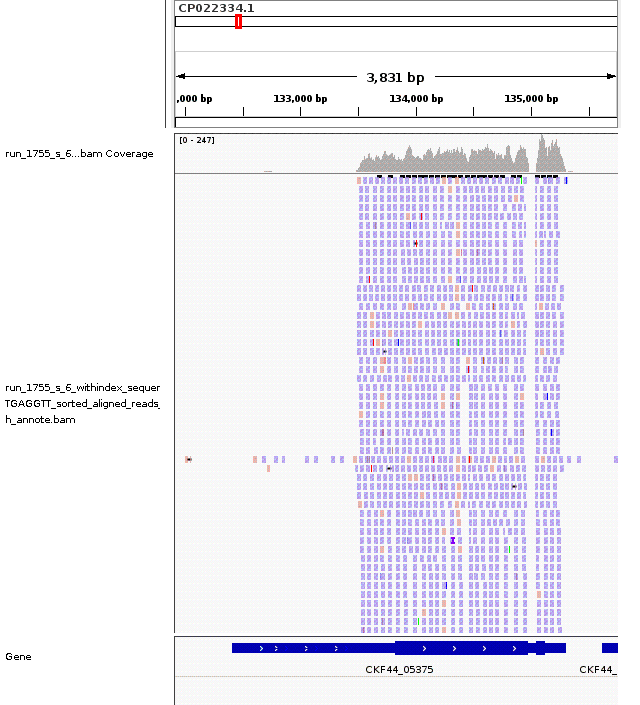 CP022334.1
3,831 bp
,000 bp 133,000 bp 134,000 bp 135,000 bp
[0 - 247]
run_1755_s_6...bam Coverage
run_1755_s_6_withindex_sequer
TGAGGTT_sorted_aligned_reads_
h_annote.bam
Gene
CKF44_05375 CKF44_